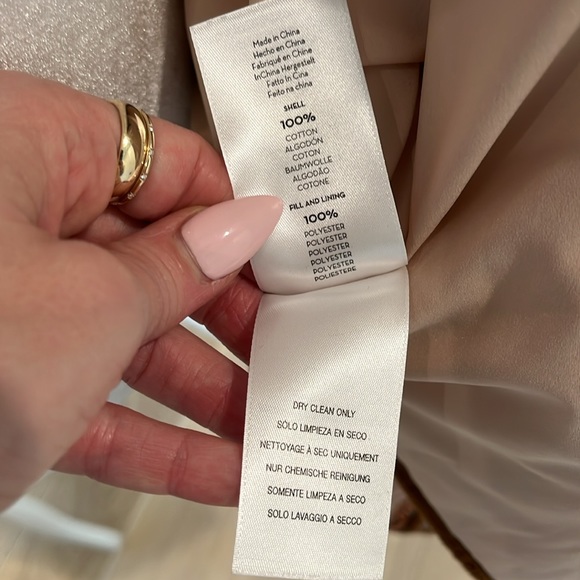 Made in China
Hecho en China
Fabriqué en Chine
InChina Hergestelt
Fatto In Cina
Feito na china
SHELL
100%
COTTON
ALGODÓN
COTON
BAUMWOLLE
ALGODÃO
COTONE
FILL AND LINING
100%
POLYESTER
POLYESTER
POLYESTER
POLYESTER
POLYESTER
POLIESTERE
DRY CLEAN ONLY
SÓLO LIMPIEZA EN SECO
NETTOYAGE À SEC UNIQUEMENT
NUR CHEMISCHE REINIGUNG
SOMENTE LIMPEZA A SECO
SOLO LAVAGGIO A SECCO